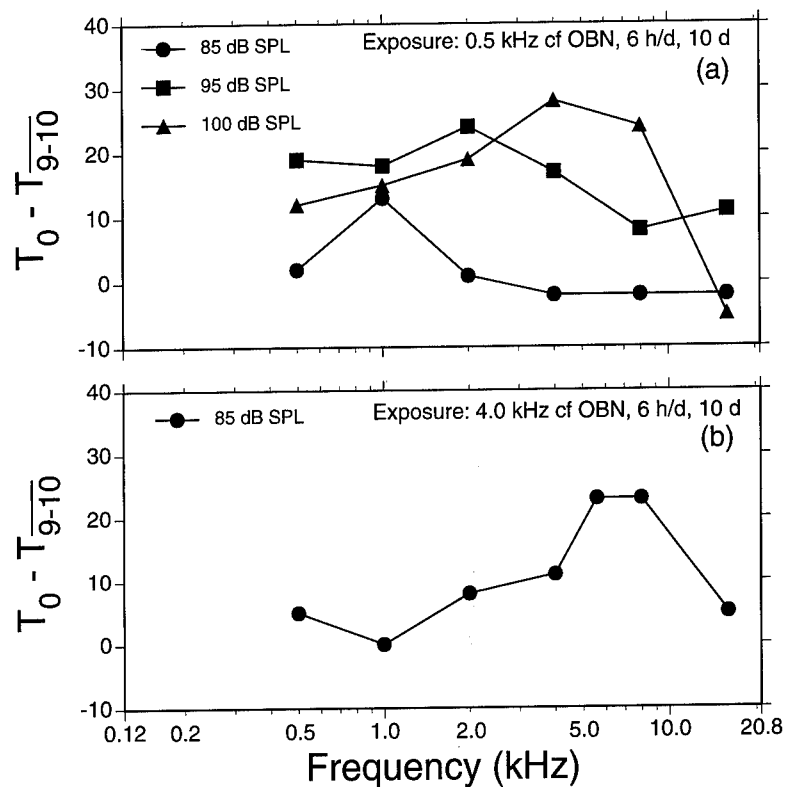 40
30
20
10
0
-10
T0 - T9-10
85 dB SPL
95 dB SPL
100 dB SPL
Exposure: 0.5 kHz cf OBN, 6 h/d, 10 d
(a)
40
30
20
10
0
-10
T0 - T9-10
85 dB SPL
Exposure: 4.0 kHz cf OBN, 6 h/d, 10 d
(b)
0.12 0.2 0.5 1.0 2.0 5.0 10.0 20.8
Frequency (kHz)